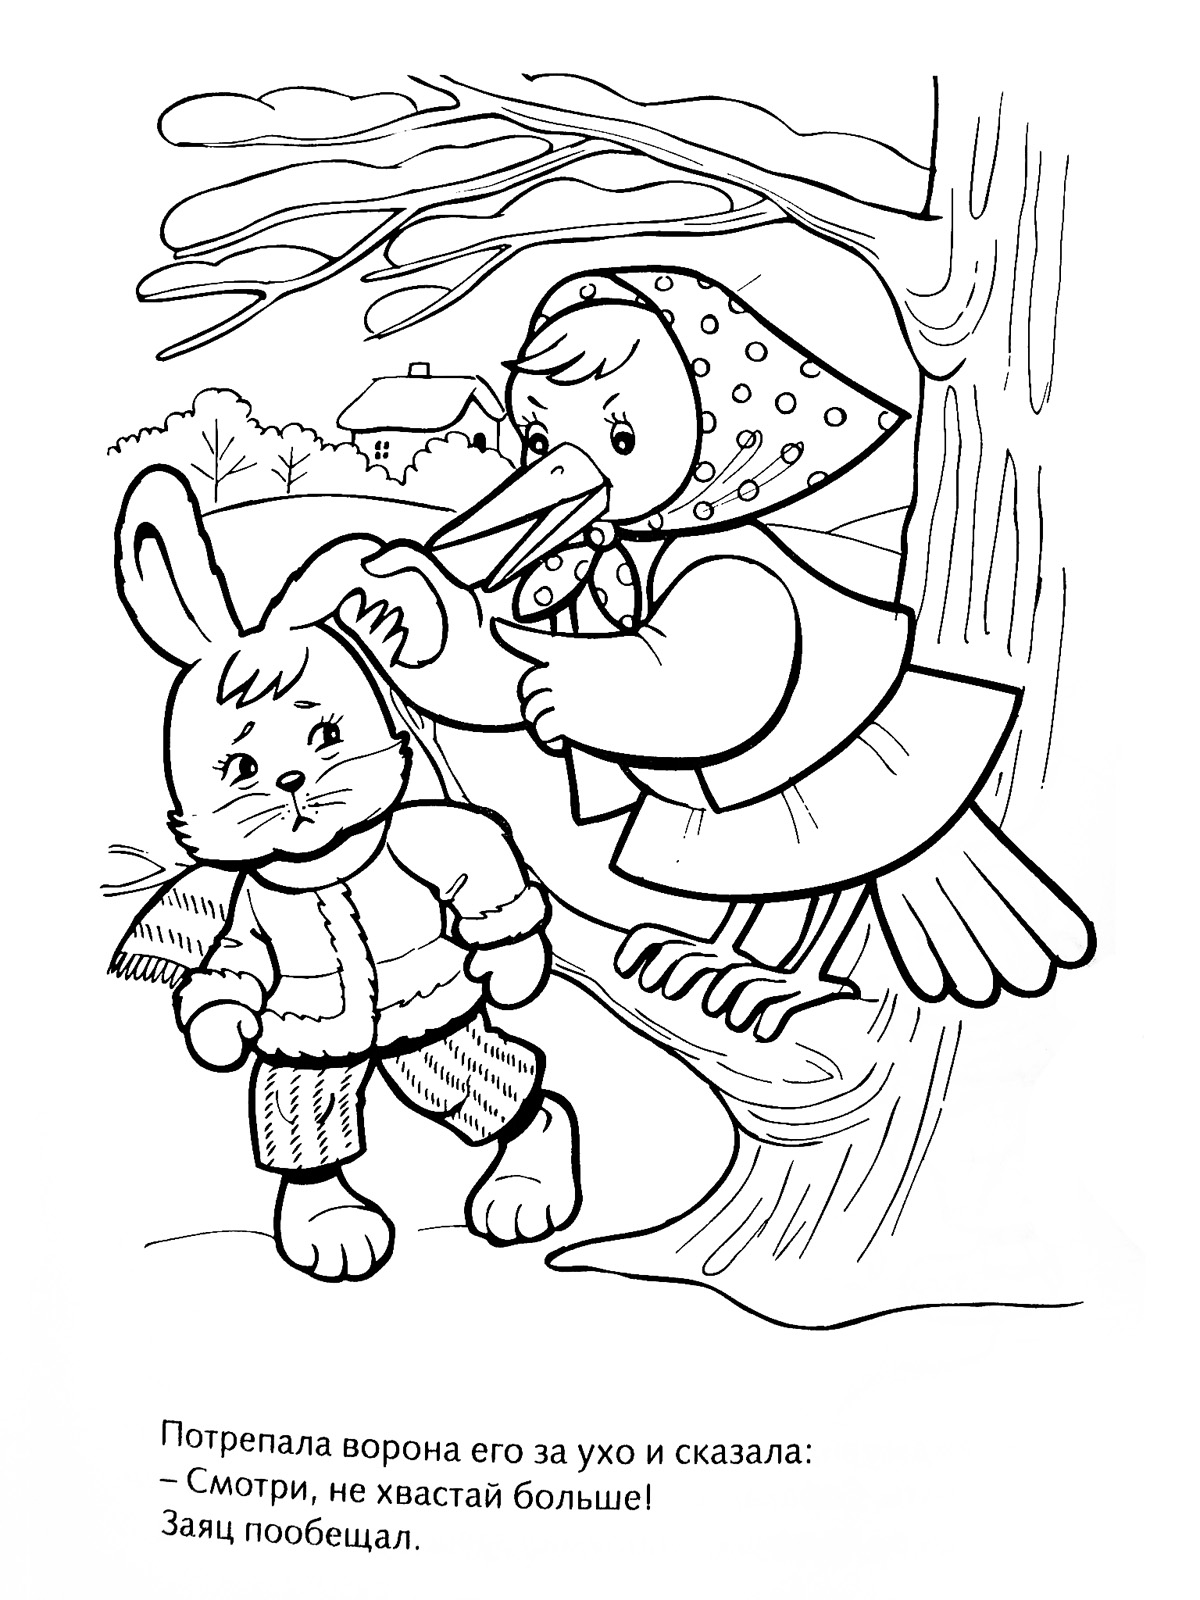 Потрепала ворона его за ухо и сказала:
– Смотри, не хвастай больше!
Заяц пообещал.